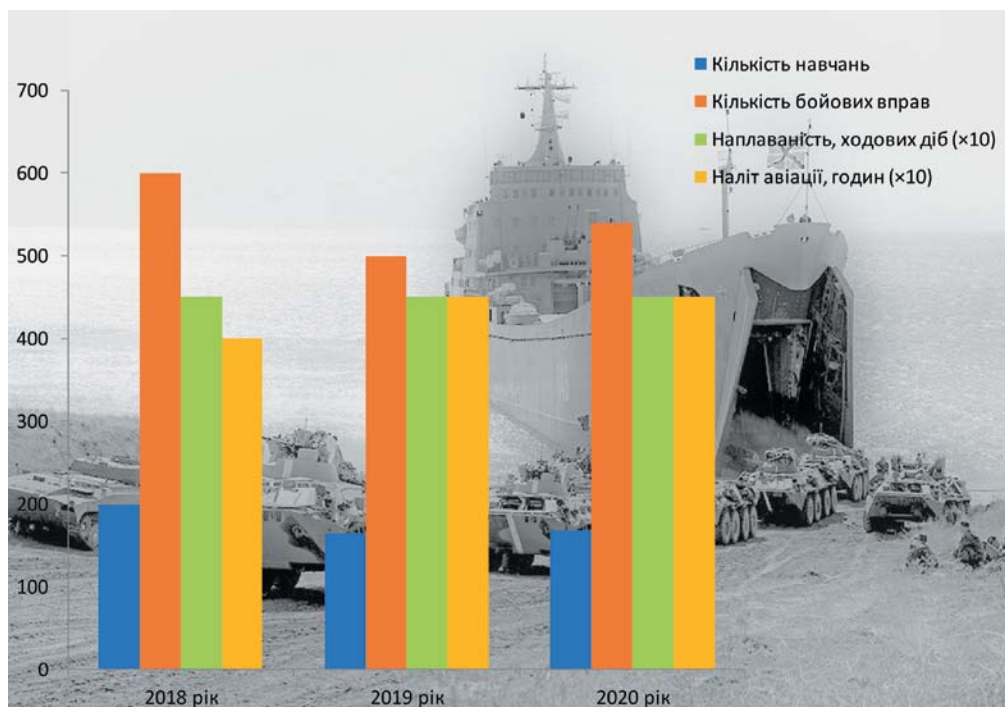 700
600
500
400
300
200
100
0
Кількість навчань
Кількість бойових вправ
Наплаваність, ходових діб (×10)
Наліт авіації, годин (×10)
2018 рік
2019 рік
2020 рік